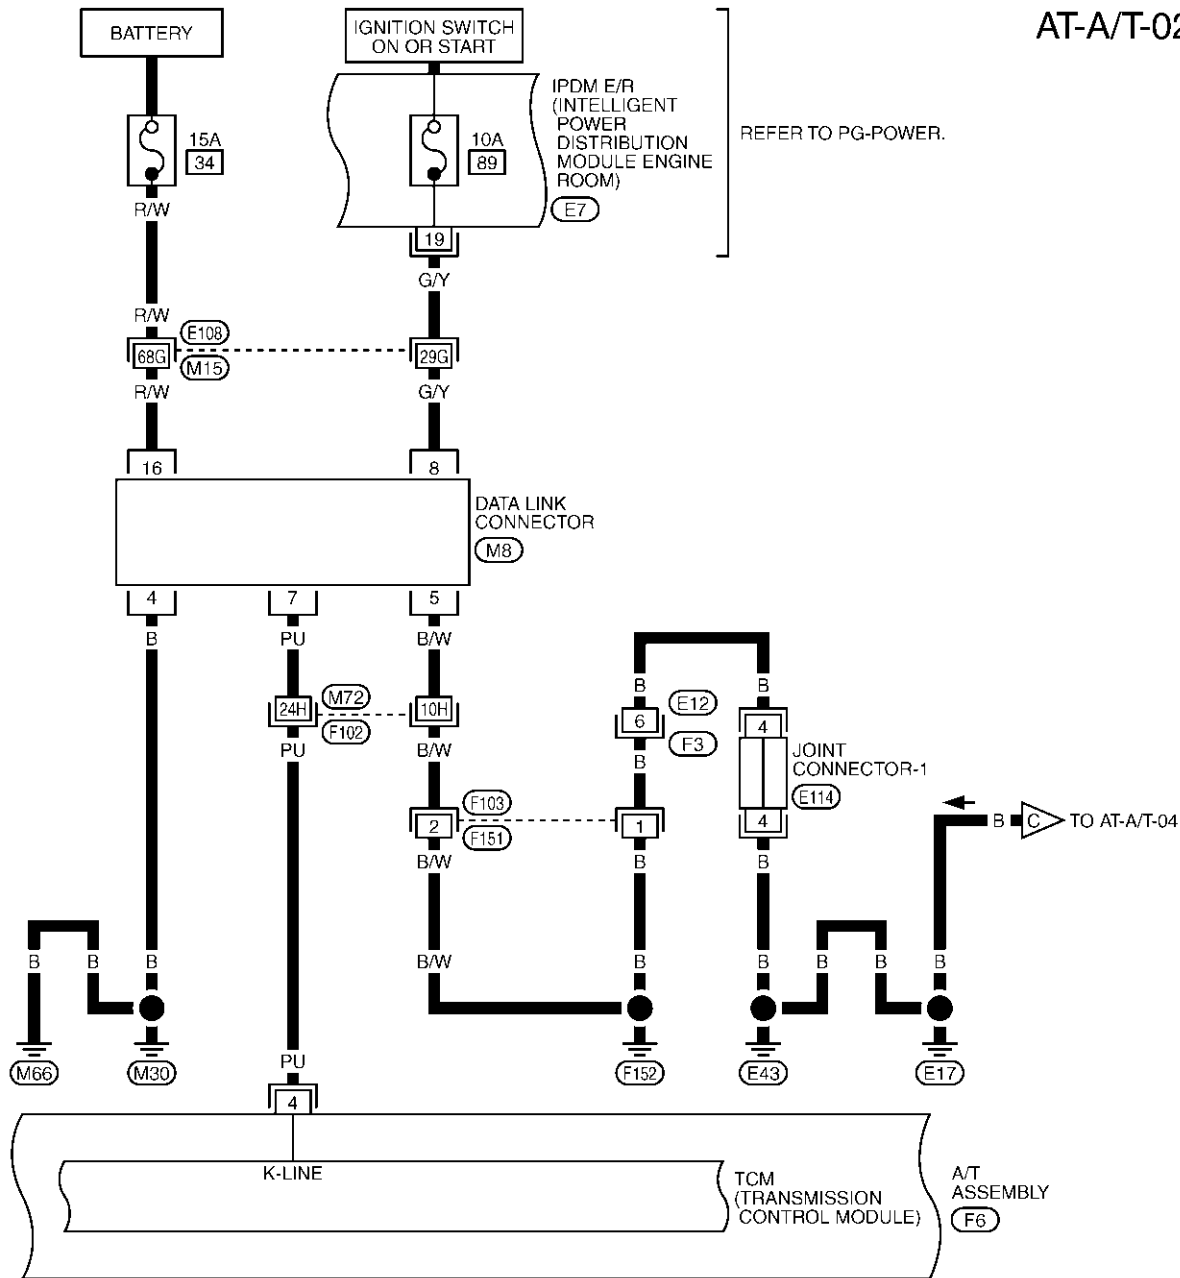 AT-A/T-02
BATTERY
IGNITION SWITCH
ON OR START
IPDM E/R
(INTELLIGENT
POWER
DISTRIBUTION
MODULE ENGINE
ROOM)
E7
REFER TO PG-POWER.
15A
34
10A
89
R/W
19
G/Y
R/W
E108
68G
29G
M15
R/W
G/Y
16
8
DATA LINK
CONNECTOR
M8
4
7
5
B
PU
B/W
B
B
M72
E12
24H
10H
6
4
F102
F3
PU
B/W
B
JOINT
CONNECTOR-1
E114
F103
2
1
4
B
C
TO AT-A/T-04
F151
B/W
B
B
B
B
B
B/W
B
B
B
B
B
M66
M30
PU
F152
E43
E17
4
K-LINE
TCM
(TRANSMISSION
CONTROL MODULE)
A/T
ASSEMBLY
F6